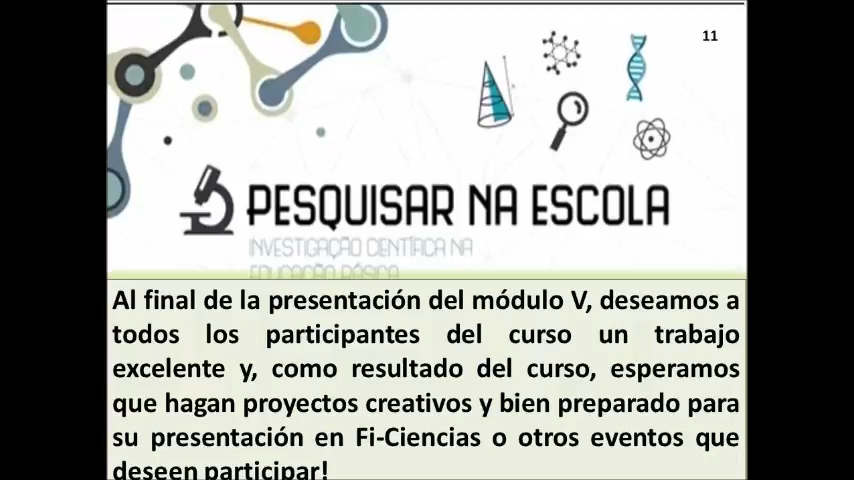 11
PESQUISAR NA ESCOLA
INVESTIGAÇÃO CIENTÍFICA NA
EDUCAÇÃO BÁSICA
Al final de la presentación del módulo V, deseamos a
todos los participantes del curso un trabajo
excelente y, como resultado del curso, esperamos
que hagan proyectos creativos y bien preparado para
su presentación en Fi-Ciencias o otros eventos que
deseen participar!